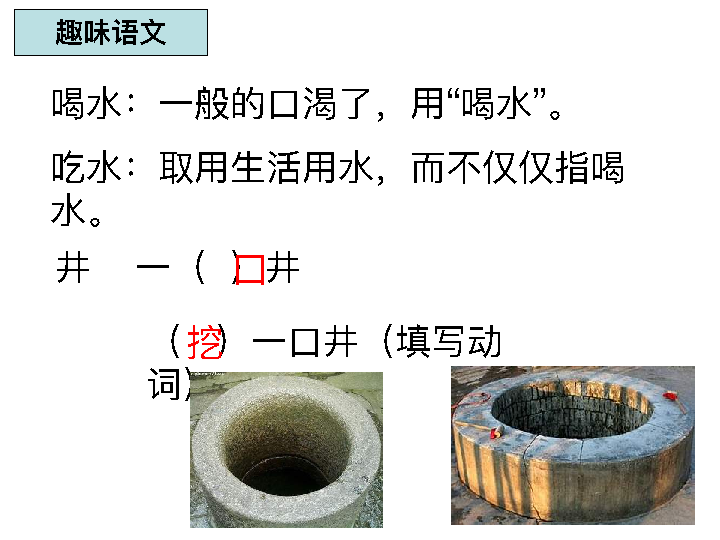 趣味语文
喝水：一般的口渴了，用“喝水”。
吃水：取用生活用水，而不仅仅指喝
水。
井 一（口）井
（挖）一口井（填写动
词）